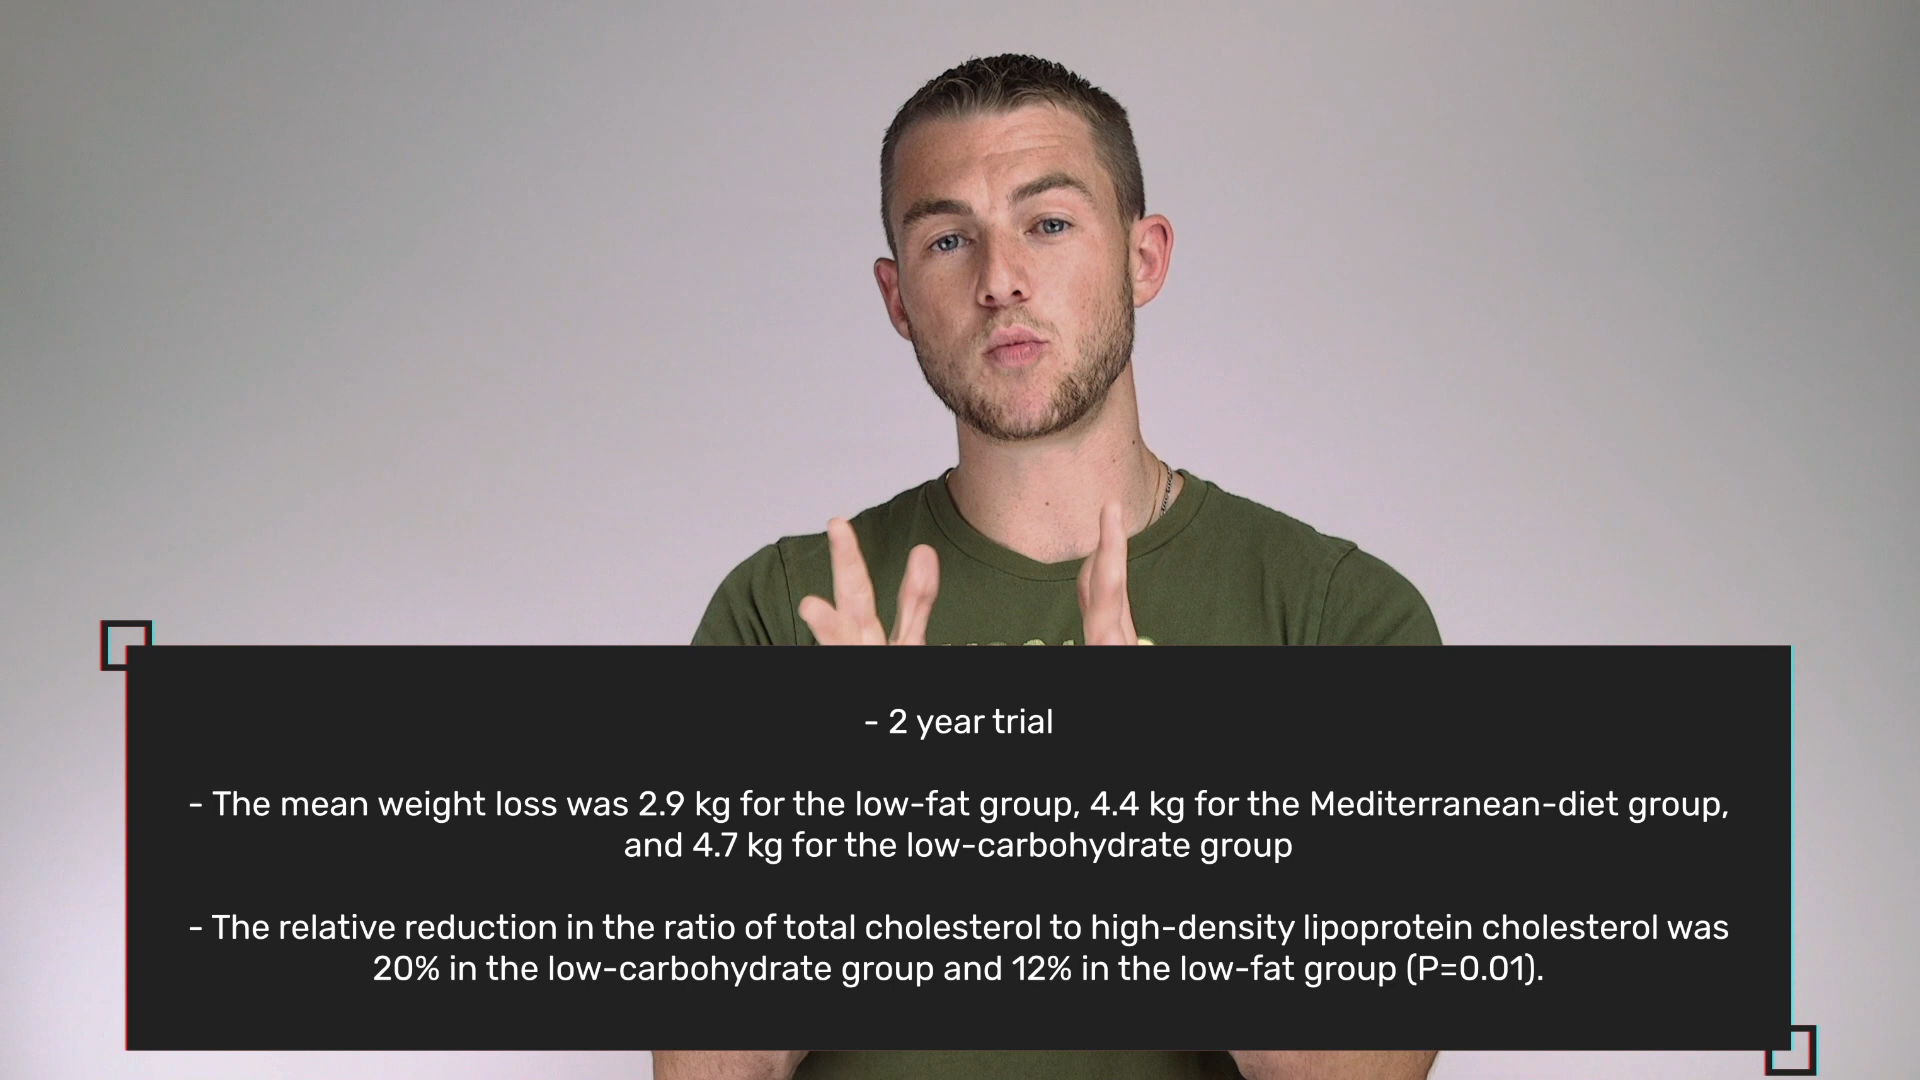 - 2 year trial
- The mean weight loss was 2.9 kg for the low-fat group, 4.4 kg for the Mediterranean-diet group,
and 4.7 kg for the low-carbohydrate group
- The relative reduction in the ratio of total cholesterol to high-density lipoprotein cholesterol was
20% in the low-carbohydrate group and 12% in the low-fat group (P=0.01).